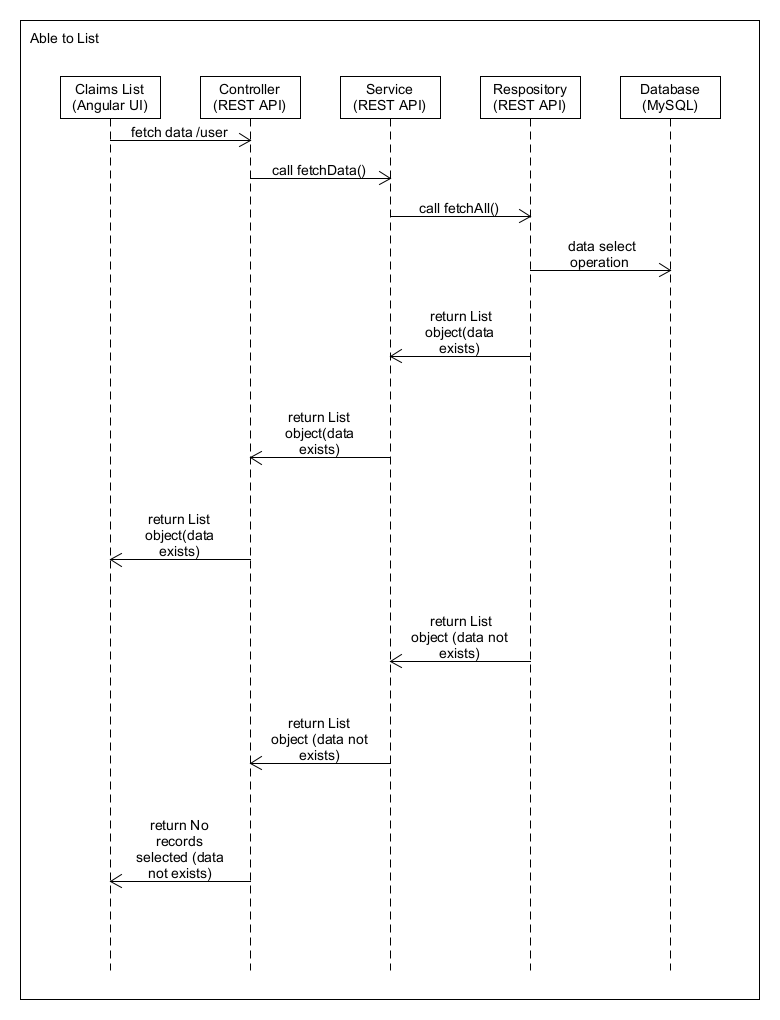 Able to List
Claims List
(Angular UI)
Controller
(REST API)
Service
(REST API)
Respository
(REST API)
Database
(MySQL)
fetch data /user
call fetchData()
call fetchAll()
data select
operation
return List
object(data
exists)
return List
object(data
exists)
return List
object(data
exists)
return List
object (data not
exists)
return List
object (data not
exists)
return No
records
selected (data
not exists)